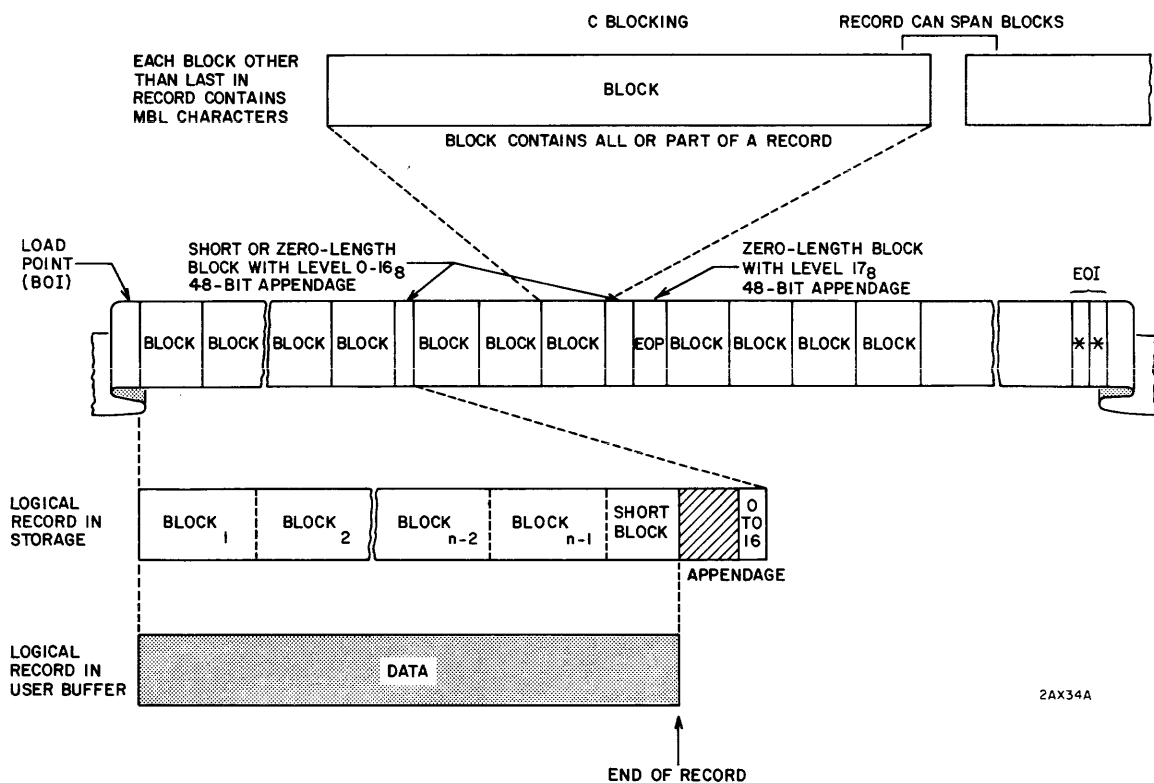 C BLOCKING
RECORD CAN SPAN BLOCKS
EACH BLOCK OTHER
THAN LAST IN
RECORD CONTAINS
MBL CHARACTERS
BLOCK
BLOCK CONTAINS ALL OR PART OF A RECORD
LOAD
POINT
(BOI)
SHORT OR ZERO-LENGTH
BLOCK WITH LEVEL 0-16₈
48-BIT APPENDAGE
ZERO-LENGTH BLOCK
WITH LEVEL 17₈
48-BIT APPENDAGE
EOI
BLOCK BLOCK BLOCK BLOCK BLOCK BLOCK BLOCK EOP BLOCK BLOCK BLOCK BLOCK * *
LOGICAL
RECORD IN
STORAGE
BLOCK 1
BLOCK 2
BLOCK n-2
BLOCK n-1
SHORT
BLOCK
0
TO
16
APPENDAGE
LOGICAL
RECORD IN
USER BUFFER
DATA
2AX34A
END OF RECORD